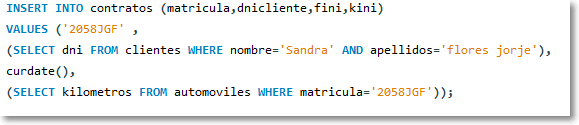 INSERT INTO contratos (matricula,dnicliente,fini,kini)
VALUES ('2058JGF' ,
(SELECT dni FROM clientes WHERE nombre='Sandra' AND apellidos='flores jorje'),
curdate(),
(SELECT kilometros FROM automoviles WHERE matricula='2058JGF'));